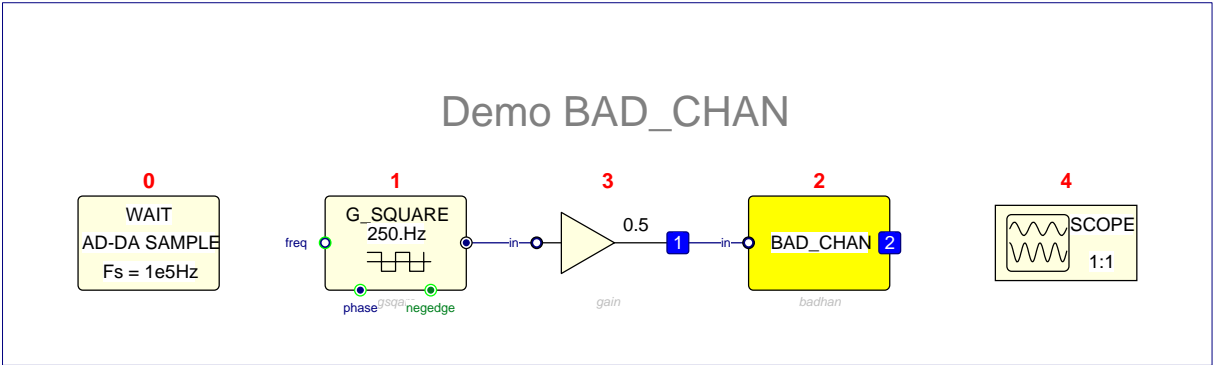 Demo BAD_CHAN
0
1
3
2
4
WAIT
AD-DA SAMPLE
Fs = 1e5Hz
freq
G_SQUARE
250.Hz
phase
negedge
in
0.5
gain
1
in
BAD_CHAN
2
badhan
SCOPE
1:1